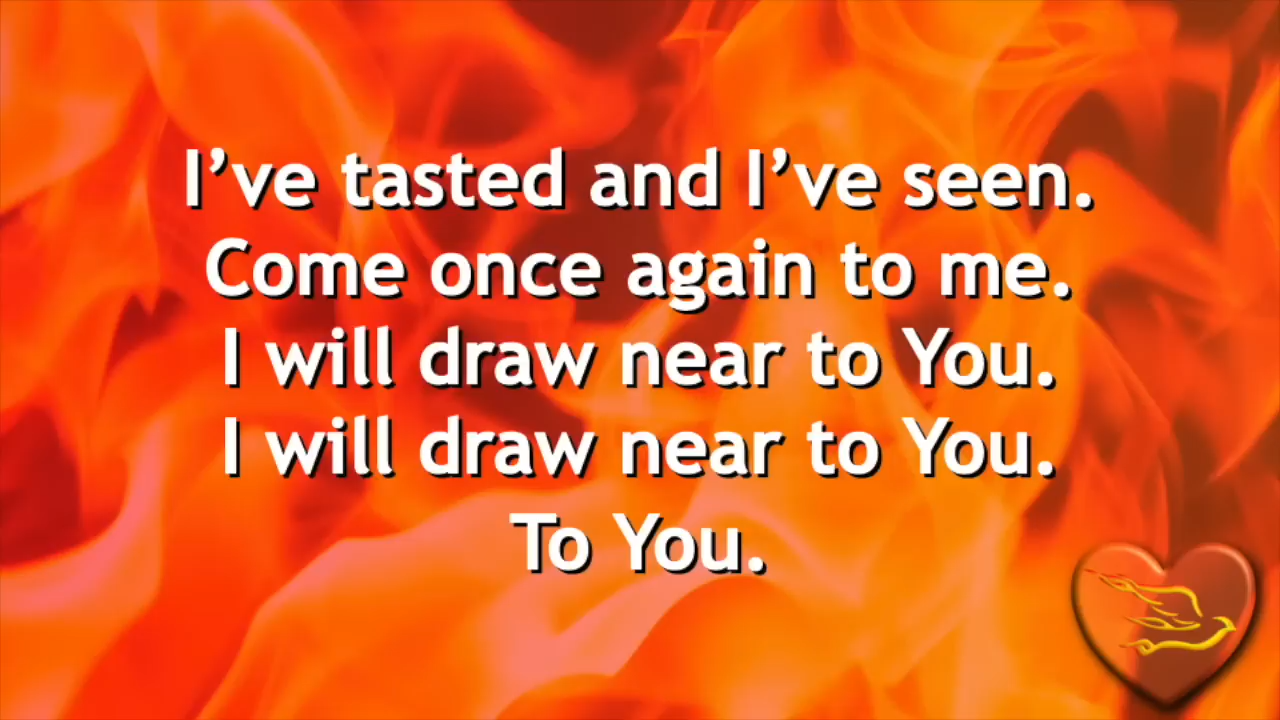 I’ve tasted and I’ve seen.
Come once again to me.
I will draw near to You.
I will draw near to You.
To You.